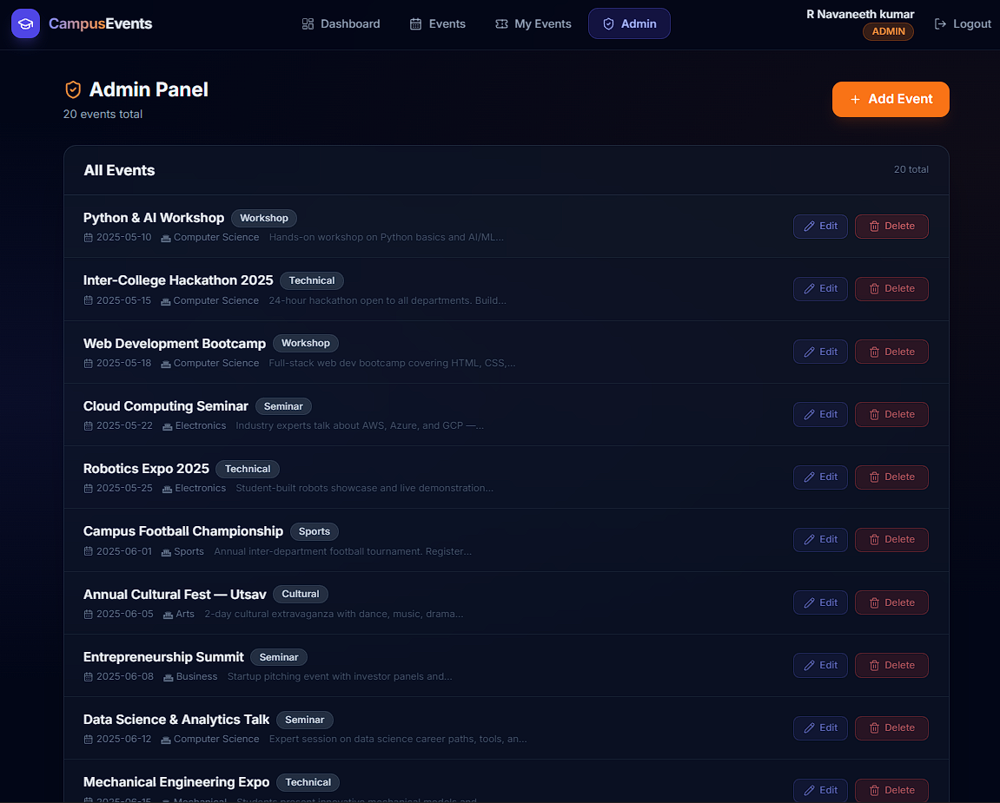 CampusEvents Dashboard Events My Events Admin R Navaneeth kumar Logout
ADMIN
Admin Panel
20 events total
+ Add Event
All Events 20 total
Python & AI Workshop Workshop
2025-05-10 Computer Science Hands-on workshop on Python basics and AI/ML... Edit Delete
Inter-College Hackathon 2025 Technical
2025-05-15 Computer Science 24-hour hackathon open to all departments. Build... Edit Delete
Web Development Bootcamp Workshop
2025-05-18 Computer Science Full-stack web dev bootcamp covering HTML, CSS,... Edit Delete
Cloud Computing Seminar Seminar
2025-05-22 Electronics Industry experts talk about AWS, Azure, and GCP —... Edit Delete
Robotics Expo 2025 Technical
2025-05-25 Electronics Student-built robots showcase and live demonstration... Edit Delete
Campus Football Championship Sports
2025-06-01 Sports Annual inter-department football tournament. Register... Edit Delete
Annual Cultural Fest — Utsav Cultural
2025-06-05 Arts 2-day cultural extravaganza with dance, music, drama... Edit Delete
Entrepreneurship Summit Seminar
2025-06-08 Business Startup pitching event with investor panels and... Edit Delete
Data Science & Analytics Talk Seminar
2025-06-12 Computer Science Expert session on data science career paths, tools, an... Edit Delete
Mechanical Engineering Expo Technical
2025-06-15 Mechanical Students present innovative mechanical models and... Edit Delete